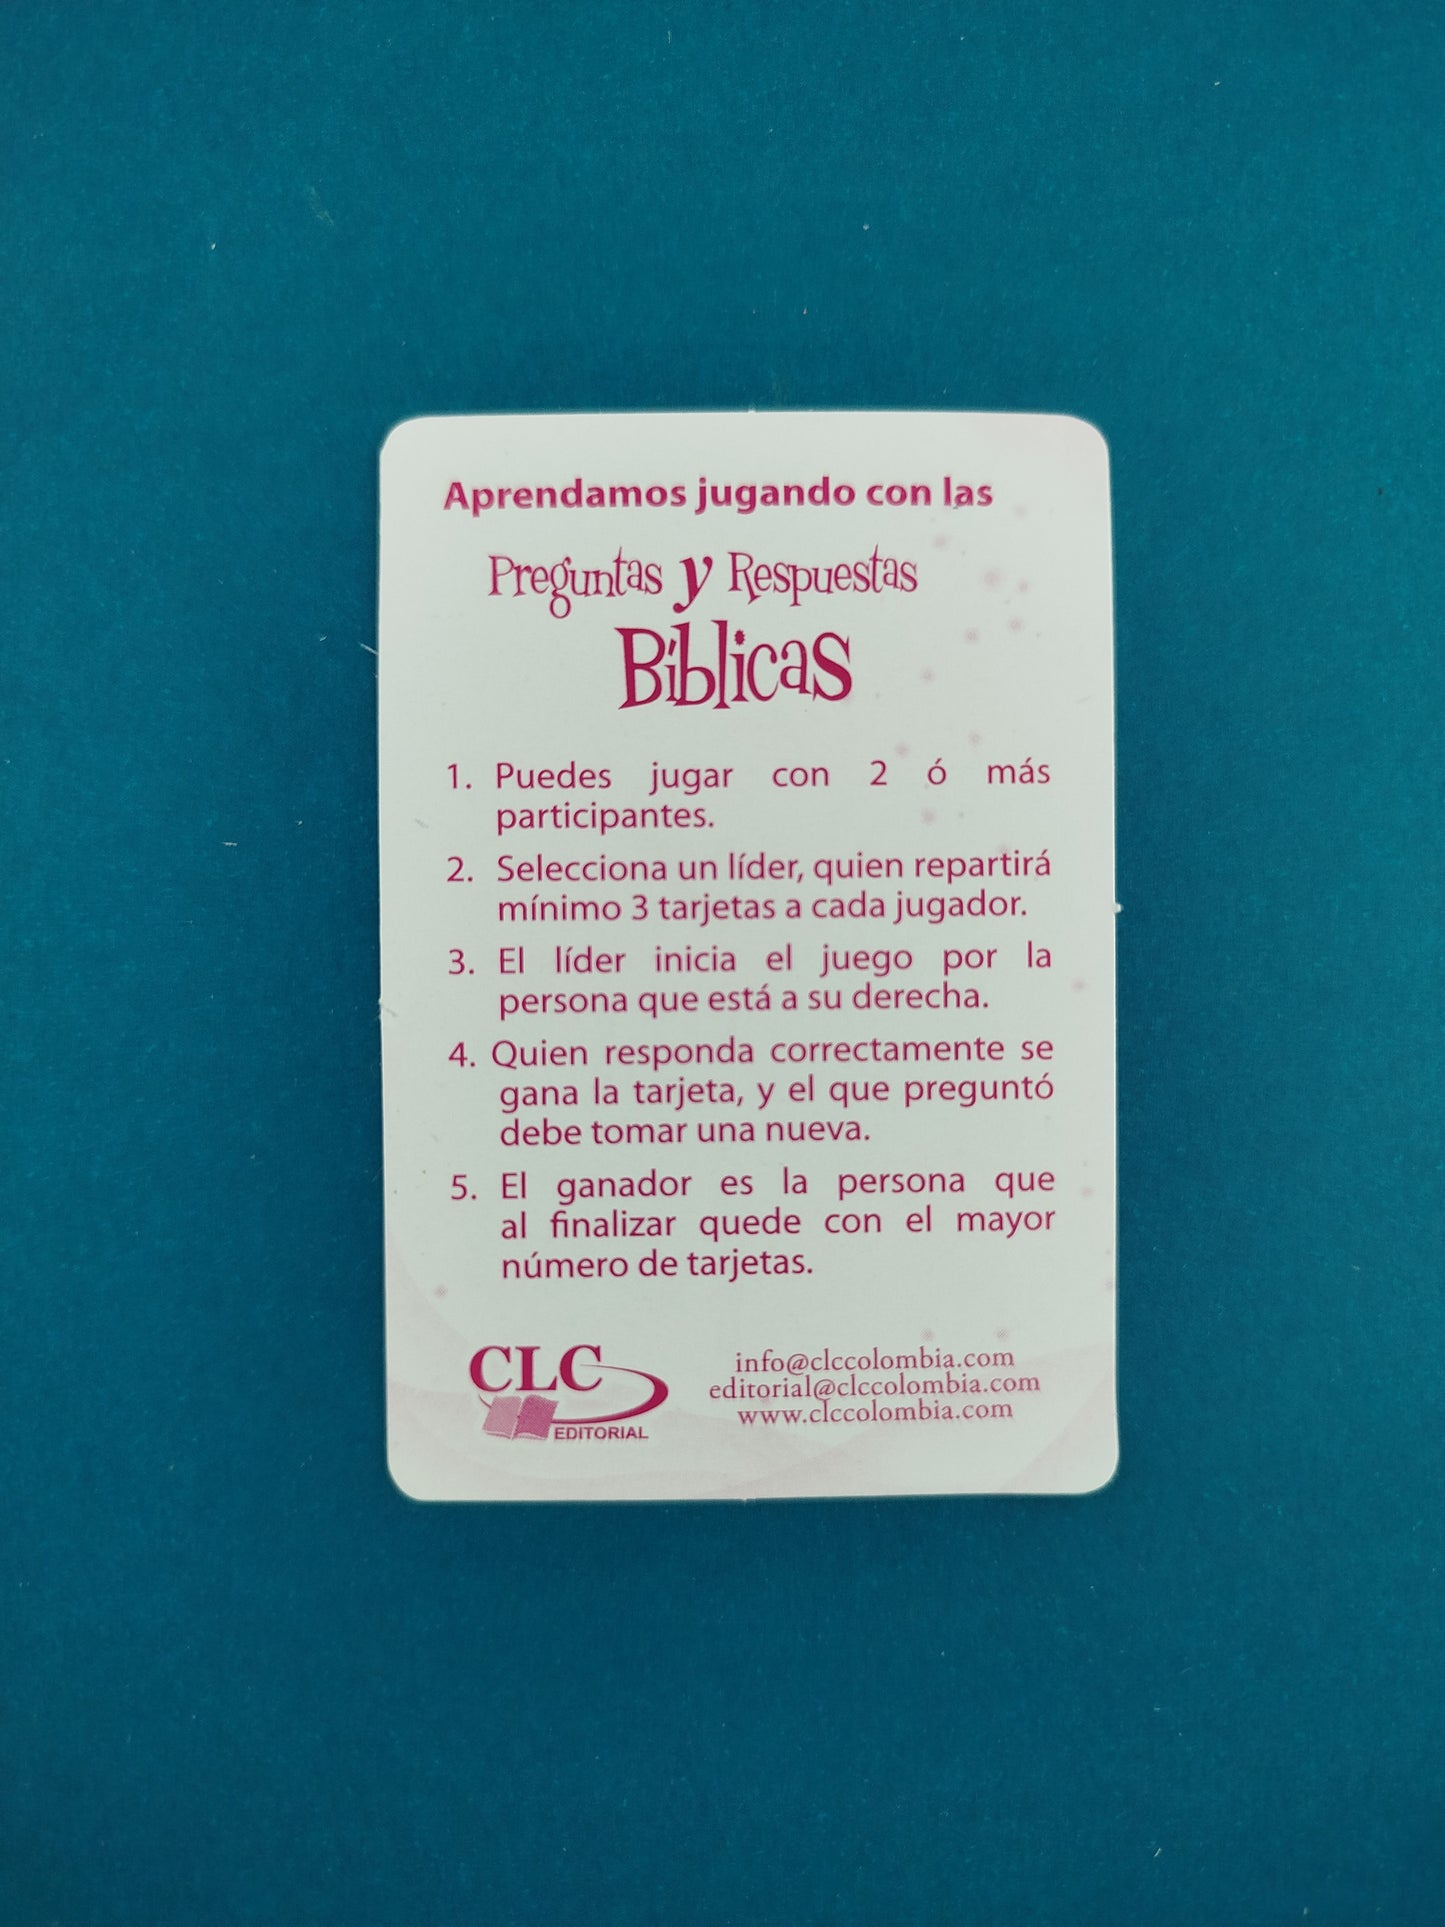 Aprendamos jugando con las
Preguntas y Respuestas
Bíblicas
1. Puedes jugar con 2 ó más
participantes.
2. Selecciona un líder, quien repartirá
mínimo 3 tarjetas a cada jugador.
3. El líder inicia el juego por la
persona que está a su derecha.
4. Quien responda correctamente se
gana la tarjeta, y el que preguntó
debe tomar una nueva.
5. El ganador es la persona que
al finalizar quede con el mayor
número de tarjetas.
CLC
EDITORIAL
info@clccolombia.com
editorial@clccolombia.com
www.clccolombia.com